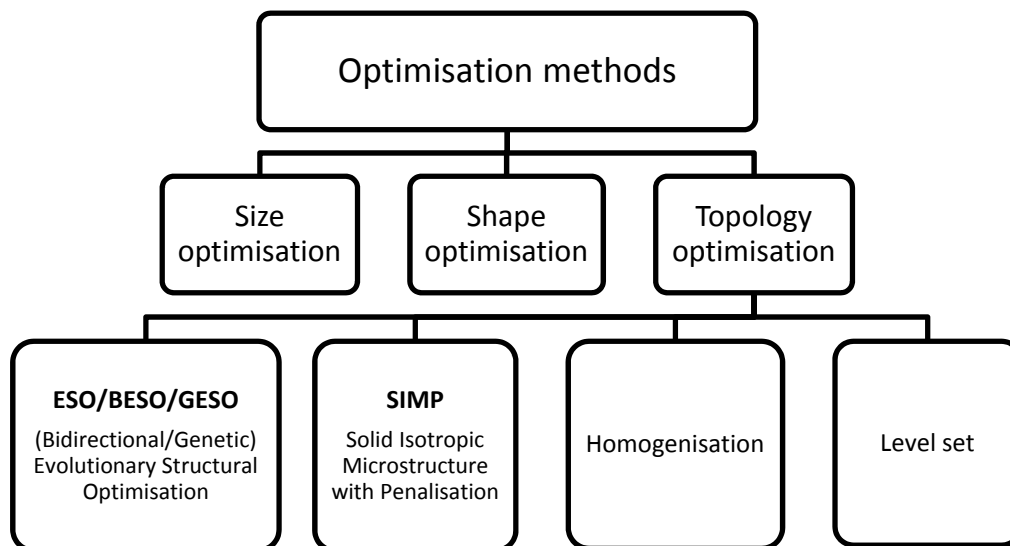 Optimisation methods
Size
optimisation
Shape
optimisation
Topology
optimisation
ESO/BESO/GESO
(Bidirectional/Genetic)
Evolutionary Structural
Optimisation
SIMP
Solid Isotropic
Microstructure
with Penalisation
Homogenisation
Level set